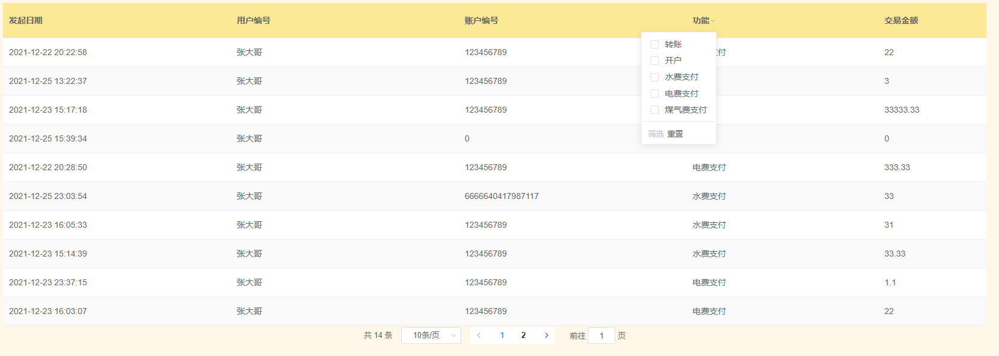 发起日期 用户编号 账户编号 功能 交易金额
2021-12-22 20:22:58 张大哥 123456789 支付 22
2021-12-25 13:22:37 张大哥 123456789 3
2021-12-23 15:17:18 张大哥 123456789 33333.33
2021-12-25 15:39:34 张大哥 0 0
转账
开户
水费支付
电费支付
煤气费支付
筛选 重置
2021-12-22 20:28:50 张大哥 123456789 电费支付 333.33
2021-12-25 23:03:54 张大哥 6666640417987117 水费支付 33
2021-12-23 16:05:33 张大哥 123456789 水费支付 31
2021-12-23 15:14:39 张大哥 123456789 水费支付 33.33
2021-12-23 23:37:15 张大哥 123456789 电费支付 1.1
2021-12-23 16:03:07 张大哥 123456789 电费支付 22
共 14 条 10条/页 1 2 前往 1 页